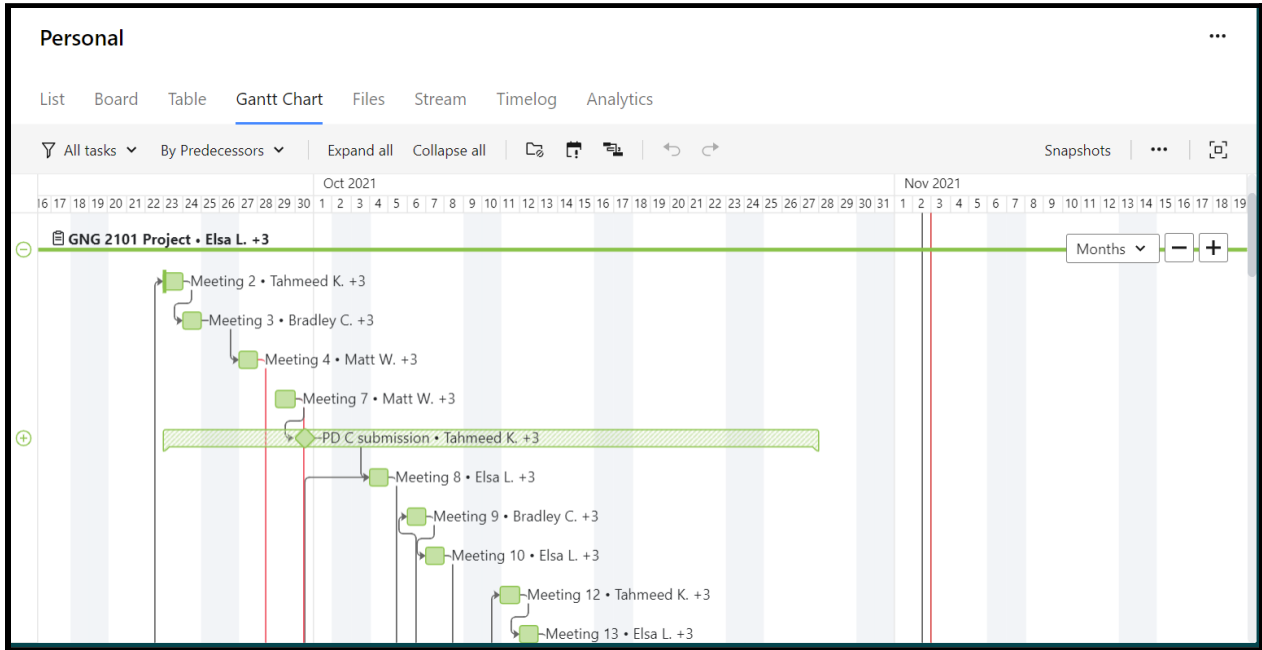 Personal
List Board Table Gantt Chart Files Stream Timelog Analytics
All tasks By Predecessors Expand all Collapse all Snapshots
Oct 2021 Nov 2021
16 17 18 19 20 21 22 23 24 25 26 27 28 29 30 1 2 3 4 5 6 7 8 9 10 11 12 13 14 15 16 17 18 19 20 21 22 23 24 25 26 27 28 29 30 31 1 2 3 4 5 6 7 8 9 10 11 12 13 14 15 16 17 18 19
GNG 2101 Project • Elsa L. +3
Months
Meeting 2 • Tahmeed K. +3
Meeting 3 • Bradley C. +3
Meeting 4 • Matt W. +3
Meeting 7 • Matt W. +3
PD C submission • Tahmeed K. +3
Meeting 8 • Elsa L. +3
Meeting 9 • Bradley C. +3
Meeting 10 • Elsa L. +3
Meeting 12 • Tahmeed K. +3
Meeting 13 • Elsa L. +3